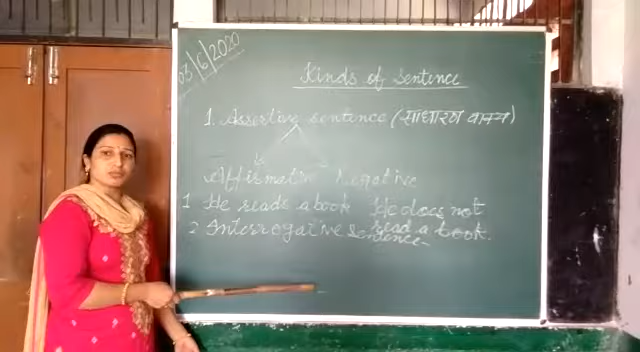 03/6/2020
Kinds of Sentence
1. Assertive sentence (साधारण वाक्य)
Affirmative Negative
1 He reads a book He does not read a book.
2 Interrogative sentence